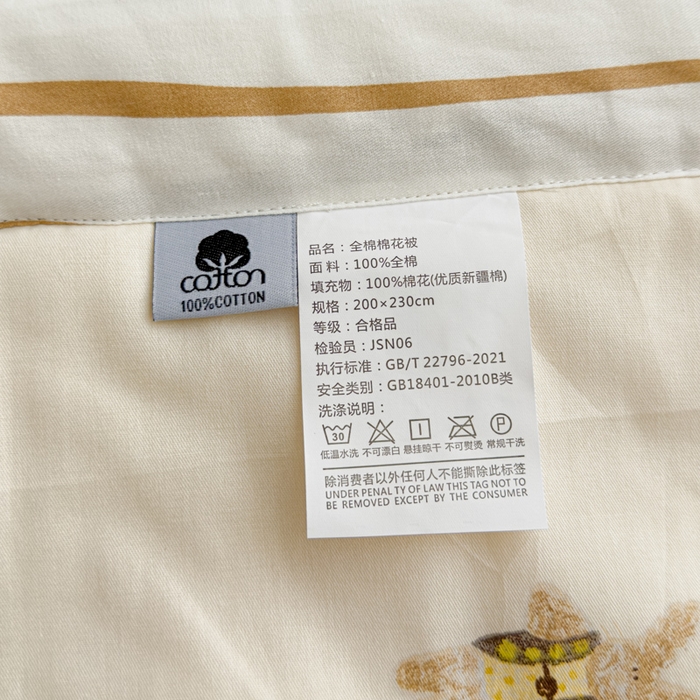 cotton
100%COTTON
品名：全棉棉花被
面料：100%全棉
填充物：100%棉花(优质新疆棉)
规格：200×230cm
等级：合格品
检验员：JSN06
执行标准：GB/T 22796-2021
安全类别：GB18401-2010B类
洗涤说明：
30 P
低温水洗 不可漂白 悬挂晾干 不可熨烫 常规干洗
除消费者以外任何人不能撕除此标签
UNDER PENALTY OF LAW THIS TAG NOT TO
BE REMOVED EXCEPT BY THE CONSUMER